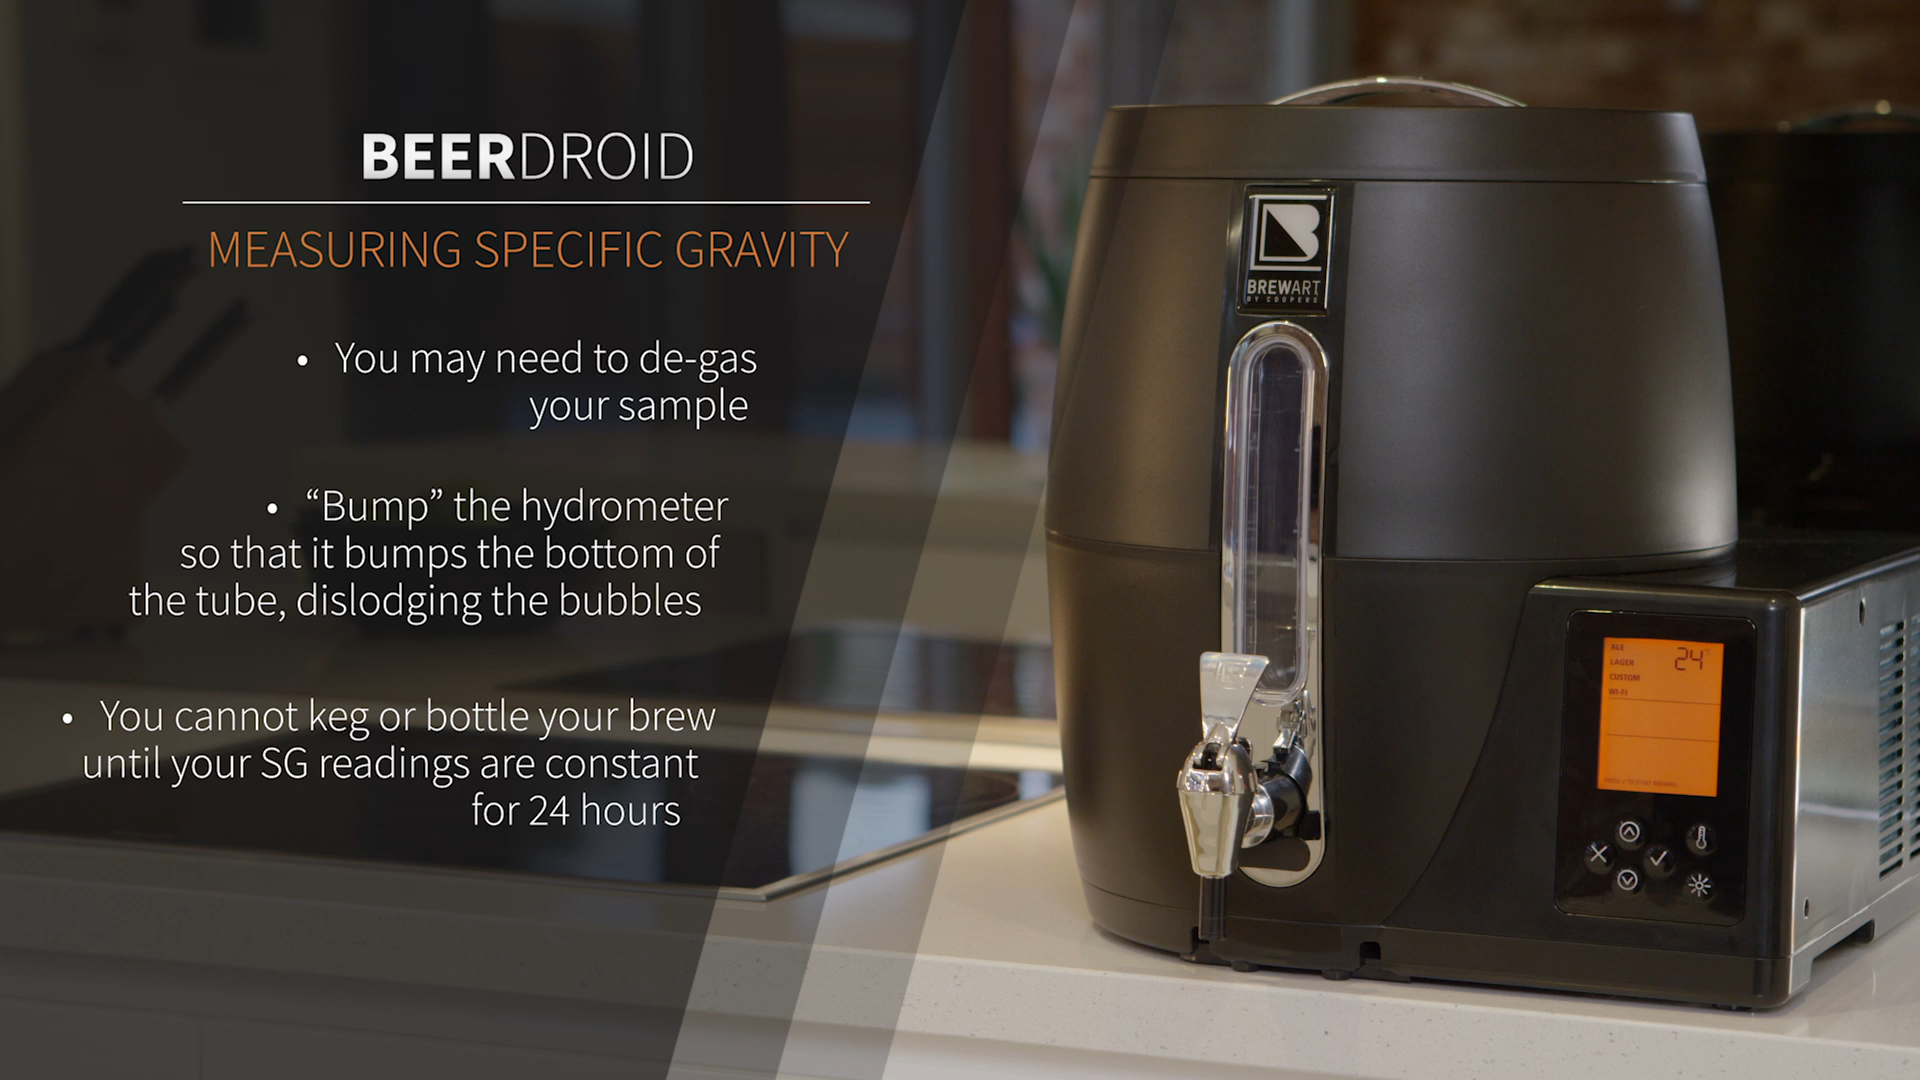 BEERDROID
MEASURING SPECIFIC GRAVITY
• You may need to de-gas
your sample
• “Bump” the hydrometer
so that it bumps the bottom of
the tube, dislodging the bubbles
• You cannot keg or bottle your brew
until your SG readings are constant
for 24 hours
B
BREWART
BY COOPERS
ALE
24°C
LAGER
CUSTOM
WI-FI